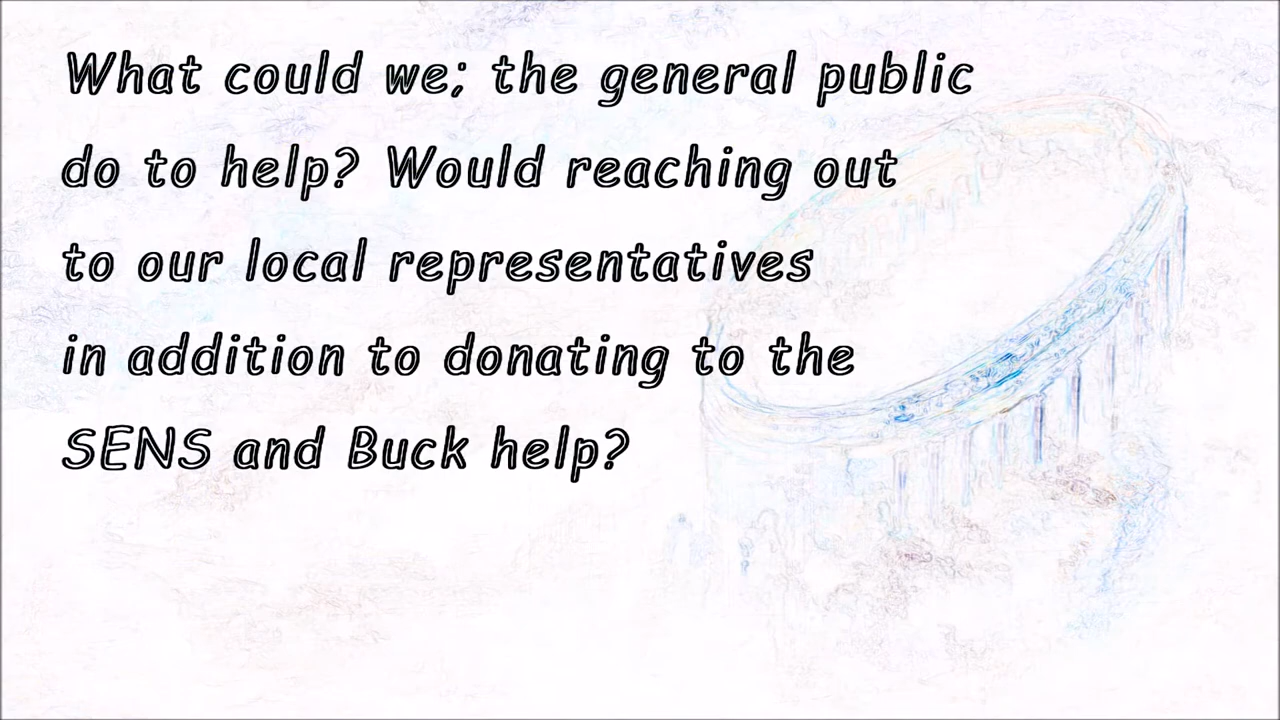 What could we; the general public
do to help? Would reaching out
to our local representatives
in addition to donating to the
SENS and Buck help?